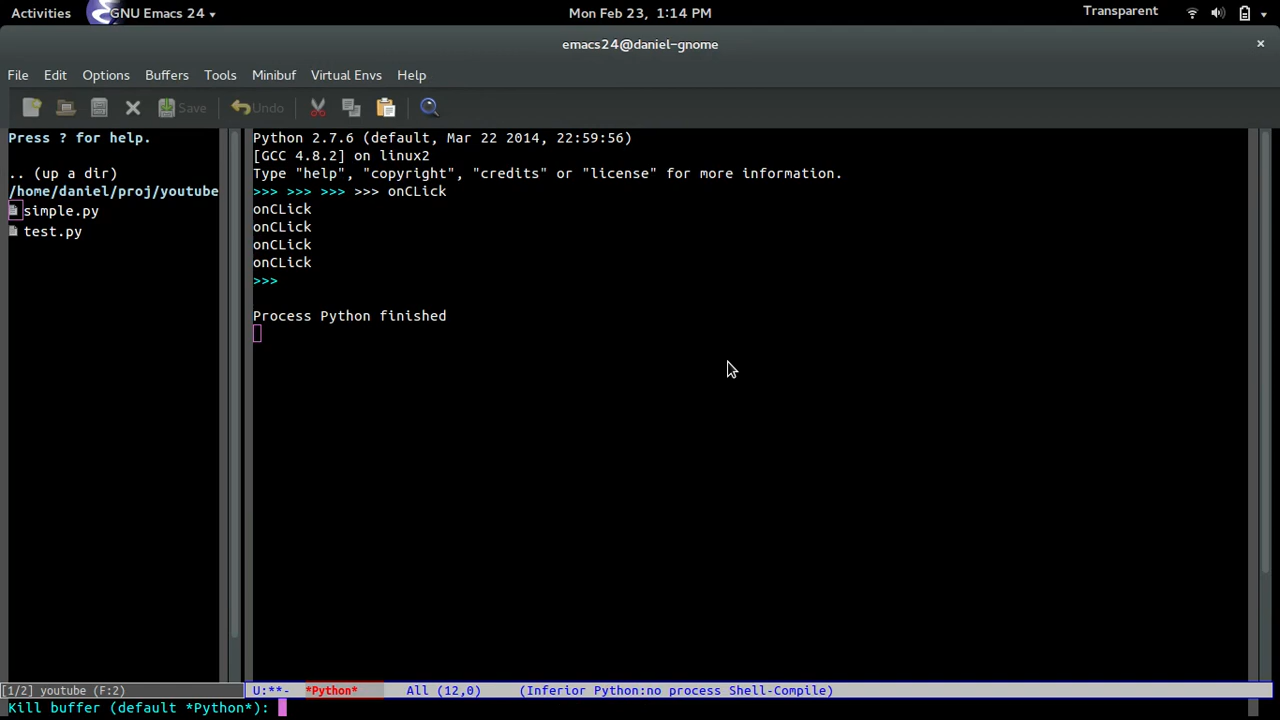 Activities GNU Emacs 24 Mon Feb 23, 1:14 PM Transparent
emacs24@daniel-gnome
File Edit Options Buffers Tools Minibuf Virtual Envs Help
Save Undo
Press ? for help.
.. (up a dir)
/home/daniel/proj/youtube
simple.py
test.py
Python 2.7.6 (default, Mar 22 2014, 22:59:56)
[GCC 4.8.2] on linux2
Type "help", "copyright", "credits" or "license" for more information.
>>> >>> >>> >>> onCLick
onCLick
onCLick
onCLick
onCLick
>>>
Process Python finished
[1/2] youtube (F:2)
U:**- *Python* All (12,0) (Inferior Python:no process Shell-Compile)
Kill buffer (default *Python*):